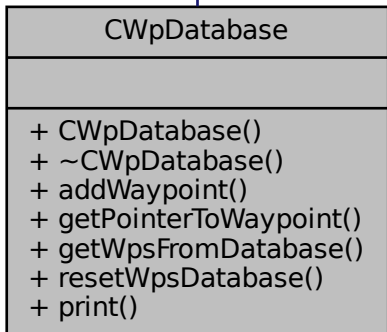 CWpDatabase
+ CWpDatabase()
+ ~CWpDatabase()
+ addWaypoint()
+ getPointerToWaypoint()
+ getWpsFromDatabase()
+ resetWpsDatabase()
+ print()